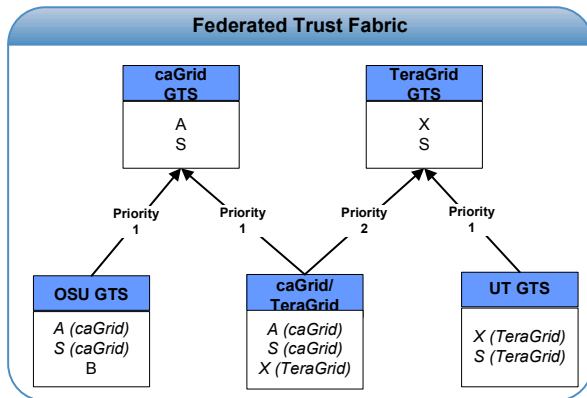 Federated Trust Fabric
caGrid
GTS
A
S
TeraGrid
GTS
X
S
Priority
1
Priority
1
Priority
2
Priority
1
OSU GTS
A (caGrid)
S (caGrid)
B
caGrid/
TeraGrid
A (caGrid)
S (caGrid)
X (TeraGrid)
UT GTS
X (TeraGrid)
S (TeraGrid)